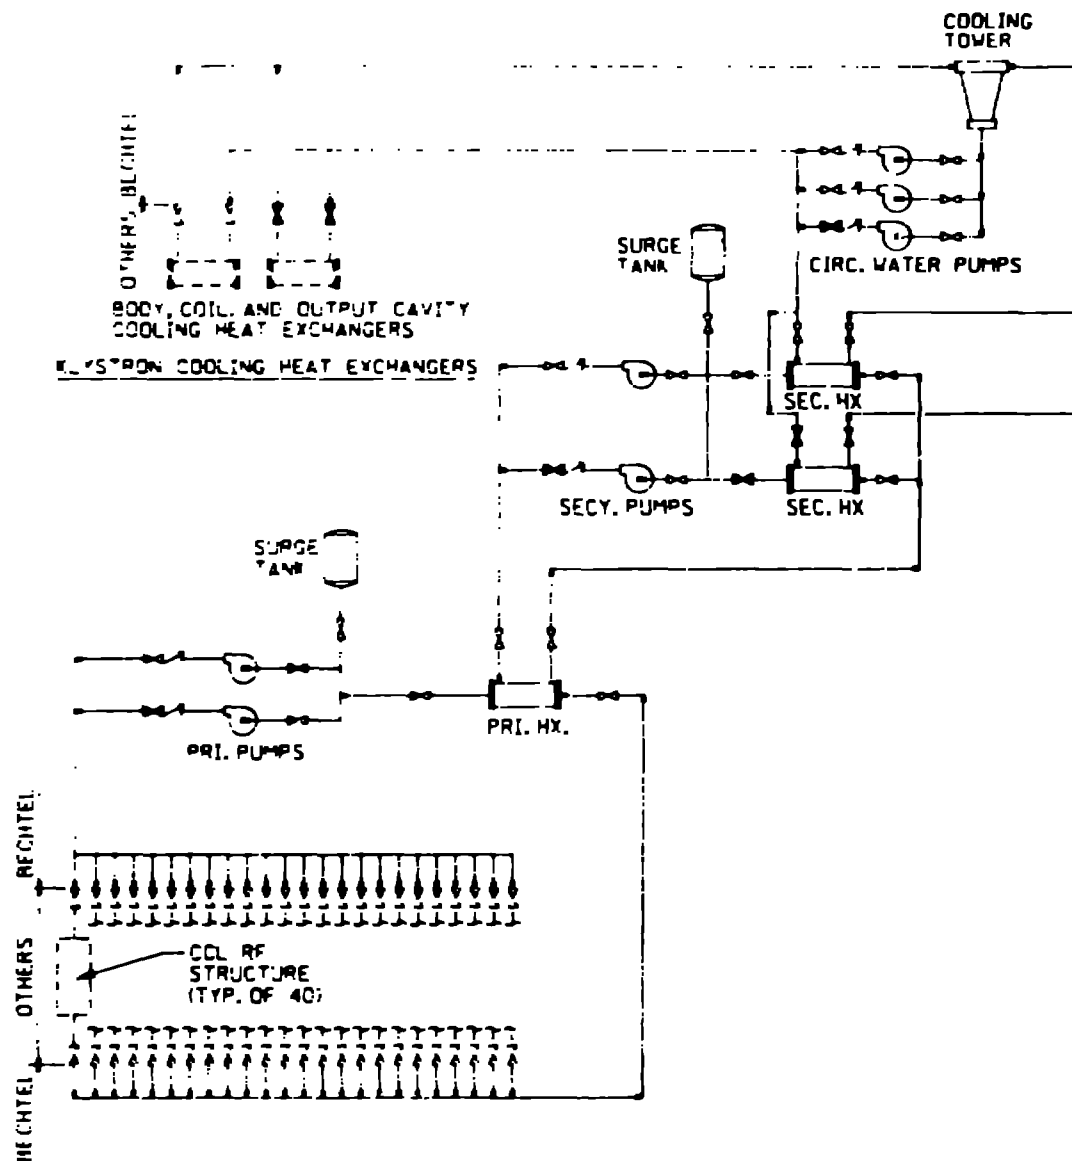 COOLING
TOWER
OTHERS, BECHTEL
SURGE
TANK
CIRC. WATER PUMPS
BODY, COIL, AND OUTPUT CAVITY
COOLING HEAT EXCHANGERS
KLYSTRON COOLING HEAT EXCHANGERS
SEC. HX
SECY. PUMPS
SEC. HX
SURGE
TANK
PRI. PUMPS
PRI. HX.
BECHTEL
OTHERS
BECHTEL
CCL RF
STRUCTURE
(TYP. OF 40)